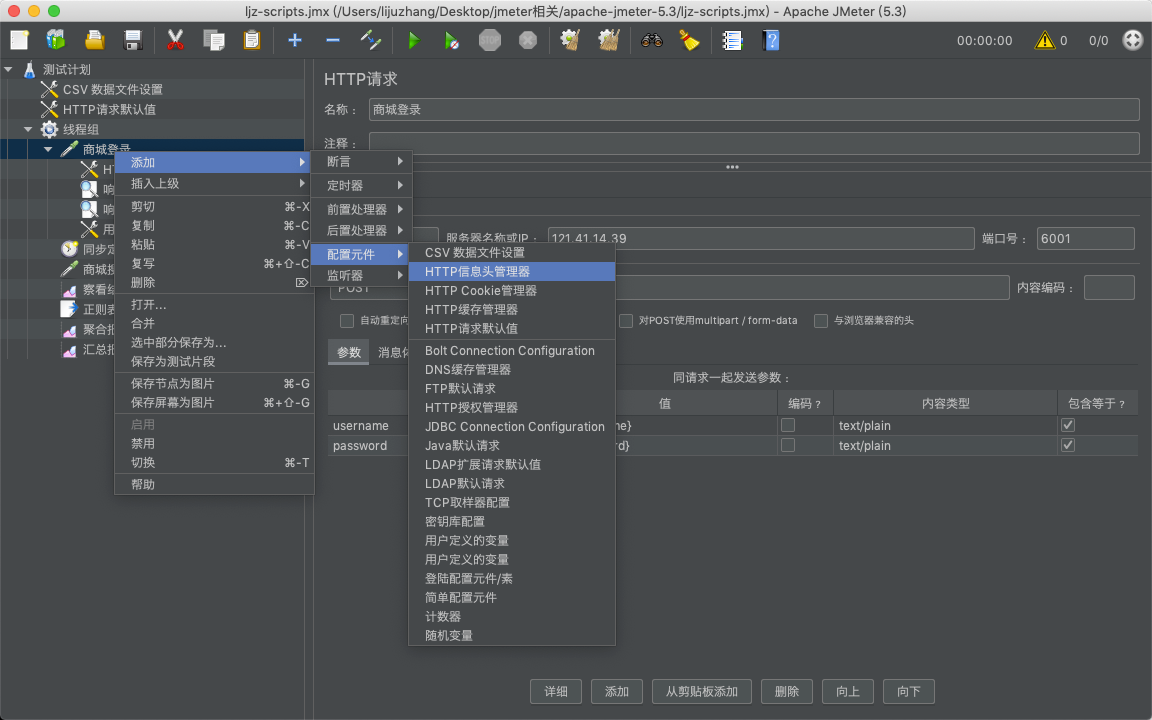 ljz-scripts.jmx (/Users/lijuzhang/Desktop/jmeter相关/apache-jmeter-5.3/ljz-scripts.jmx) - Apache JMeter (5.3)
STOP
00:00:00
0
0/0
测试计划
CSV 数据文件设置
HTTP请求默认值
线程组
商城登录
同步定
商城搜
察看结
正则表
聚合报
汇总报
添加
插入上级
剪切 ⌘-X
复制 ⌘-C
粘贴 ⌘-V
复写 ⌘+⇧-C
删除 ⌦
打开...
合并
选中部分保存为...
保存为测试片段
保存节点为图片 ⌘-G
保存屏幕为图片 ⌘+⇧-G
启用
禁用
切换 ⌘-T
帮助
断言
定时器
前置处理器
后置处理器
配置元件
监听器
CSV 数据文件设置
HTTP信息头管理器
HTTP Cookie管理器
HTTP缓存管理器
HTTP请求默认值
Bolt Connection Configuration
DNS缓存管理器
FTP默认请求
HTTP授权管理器
JDBC Connection Configuration
Java默认请求
LDAP扩展请求默认值
LDAP默认请求
TCP取样器配置
密钥库配置
用户定义的变量
用户定义的变量
登陆配置元件/素
简单配置元件
计数器
随机变量
HTTP请求
名称： 商城登录
注释：
服务器名称或IP： 121.41.14.39 端口号： 6001
POST 内容编码：
自动重定向 对POST使用multipart / form-data 与浏览器兼容的头
参数 消息体
同请求一起发送参数：
值 编码？ 内容类型 包含等于？
username e} text/plain
password d} text/plain
详细 添加 从剪贴板添加 删除 向上 向下